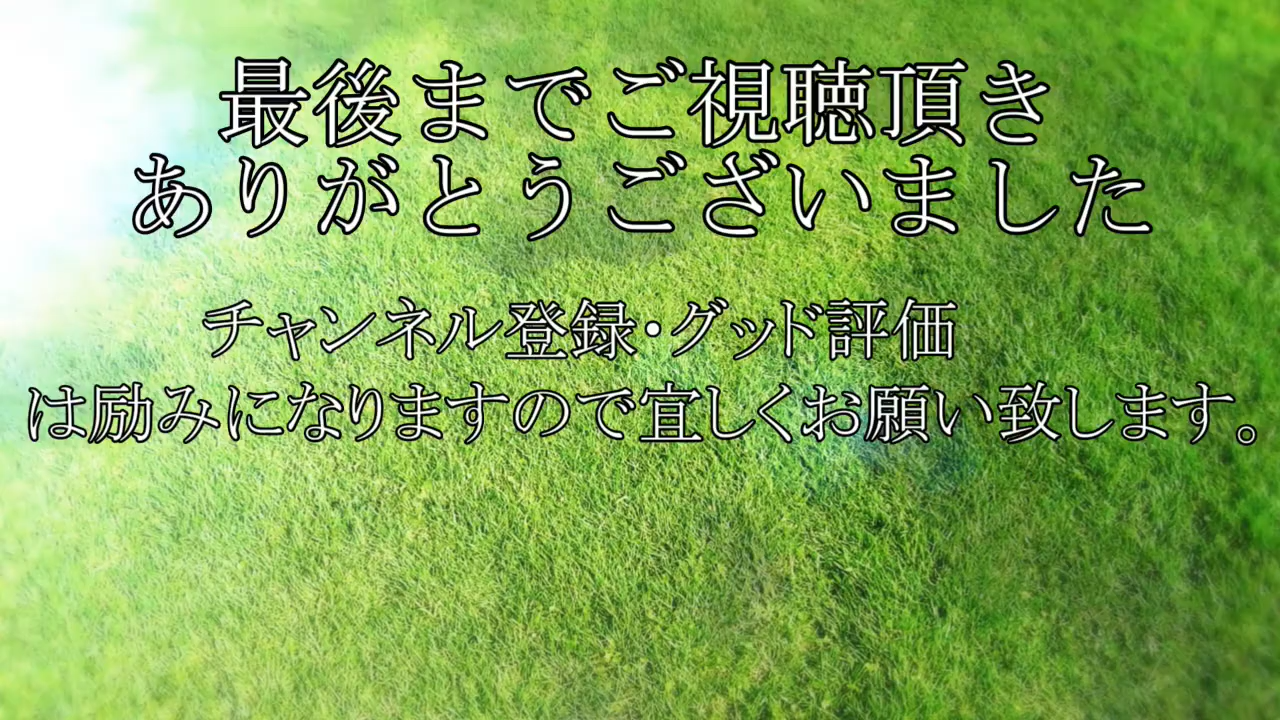 最後までご視聴頂き
ありがとうございました
チャンネル登録・グッド評価
は励みになりますので宜しくお願い致します。